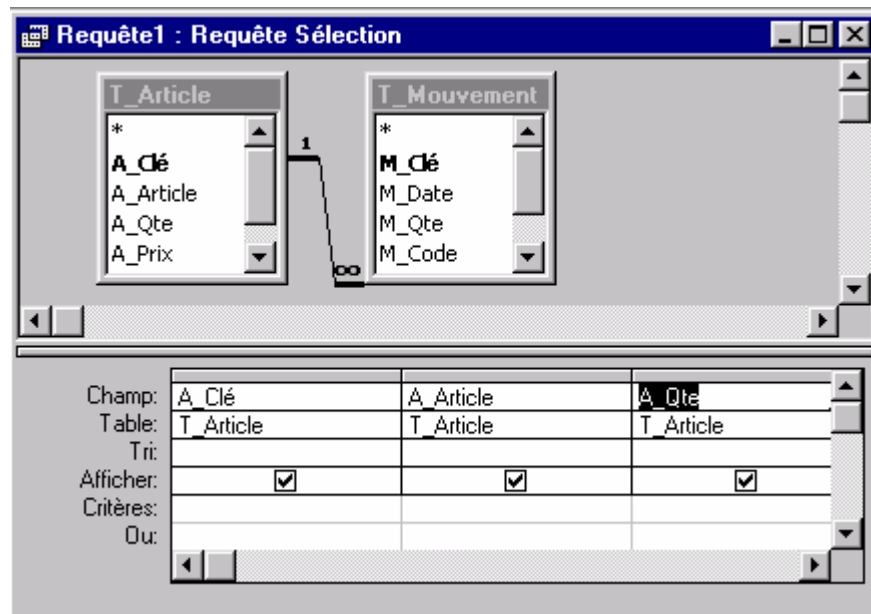 Requête1 : Requête Sélection
T_Article
*
A_Clé
A_Article
A_Qte
A_Prix
1
∞
T_Mouvement
*
M_Clé
M_Date
M_Qte
M_Code
Champ: A_Clé A_Article A_Qte
Table: T_Article T_Article T_Article
Tri:
Afficher:
Critères:
Ou: